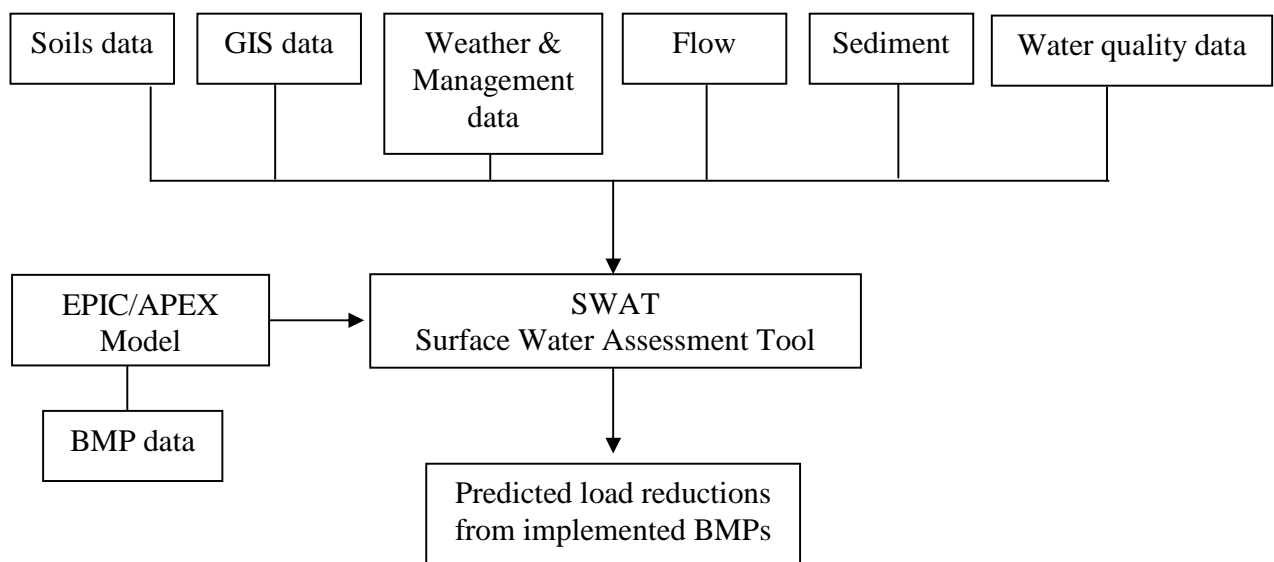 Soils data
GIS data
Weather &
Management
data
Flow
Sediment
Water quality data
EPIC/APEX
Model
SWAT
Surface Water Assessment Tool
BMP data
Predicted load reductions
from implemented BMPs